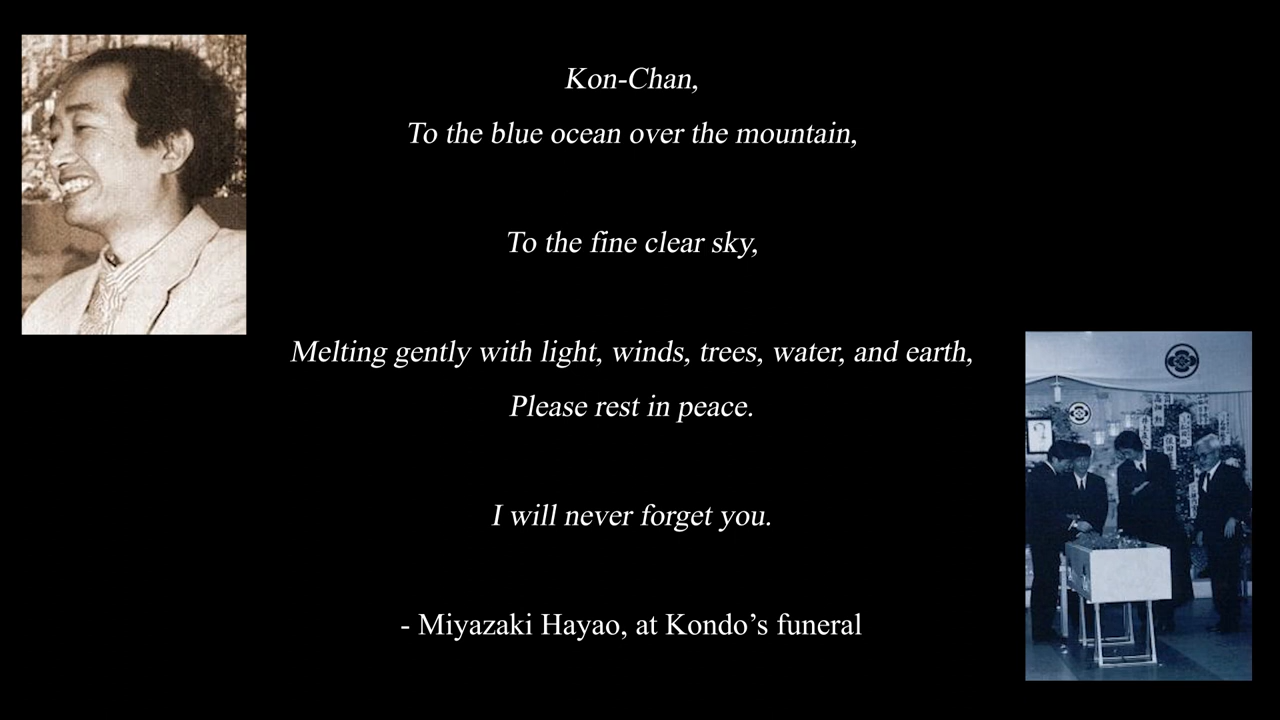 Kon-Chan,
To the blue ocean over the mountain,
To the fine clear sky,
Melting gently with light, winds, trees, water, and earth,
Please rest in peace.
I will never forget you.
- Miyazaki Hayao, at Kondo’s funeral